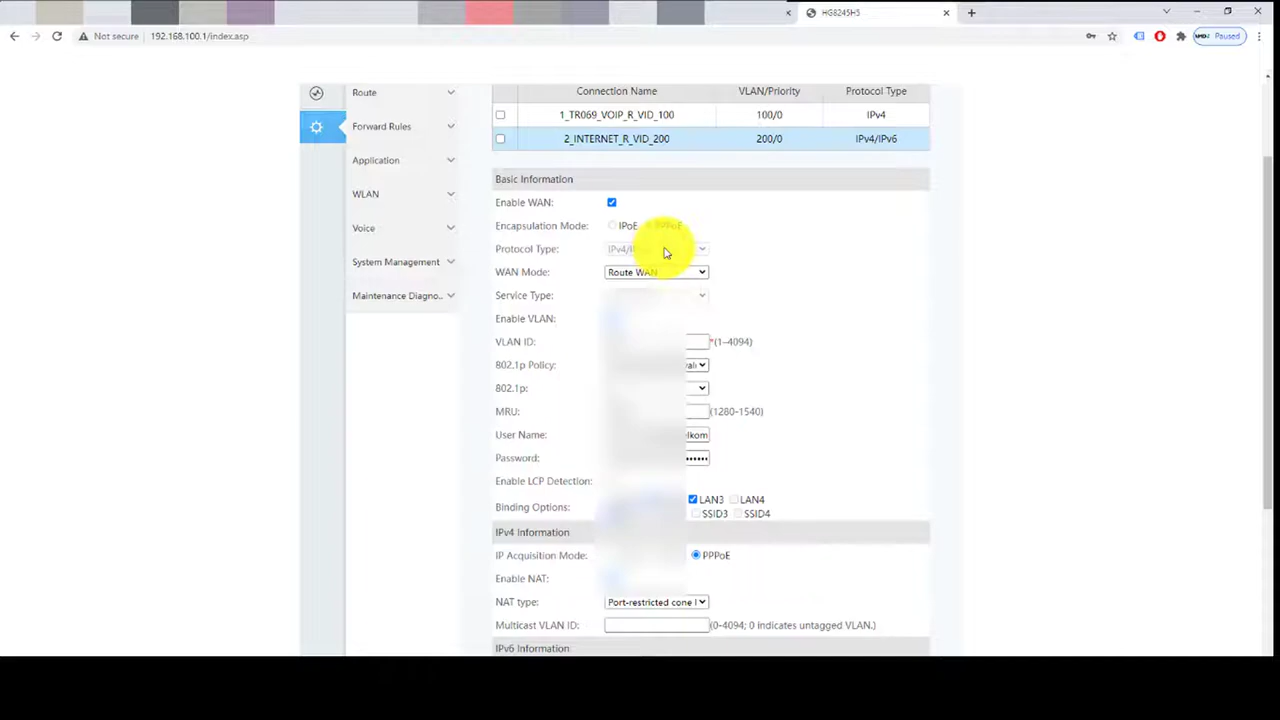 HG8245H5
Not secure 192.168.100.1/index.asp Paused
Route
Forward Rules
Application
WLAN
Voice
System Management
Maintenance Diagno...
Connection Name VLAN/Priority Protocol Type
1_TR069_VOIP_R_VID_100 100/0 IPv4
2_INTERNET_R_VID_200 200/0 IPv4/IPv6
Basic Information
Enable WAN:
Encapsulation Mode: IPoE PPPoE
Protocol Type: IPv4/
WAN Mode: Route WAN
Service Type:
Enable VLAN:
VLAN ID: *(1-4094)
802.1p Policy:
802.1p:
MRU: (1280-1540)
User Name: lkom
Password: ••••••
Enable LCP Detection:
Binding Options: LAN3 LAN4
SSID3 SSID4
IPv4 Information
IP Acquisition Mode: PPPoE
Enable NAT:
NAT type: Port-restricted cone
Multicast VLAN ID: (0-4094; 0 indicates untagged VLAN.)
IPv6 Information